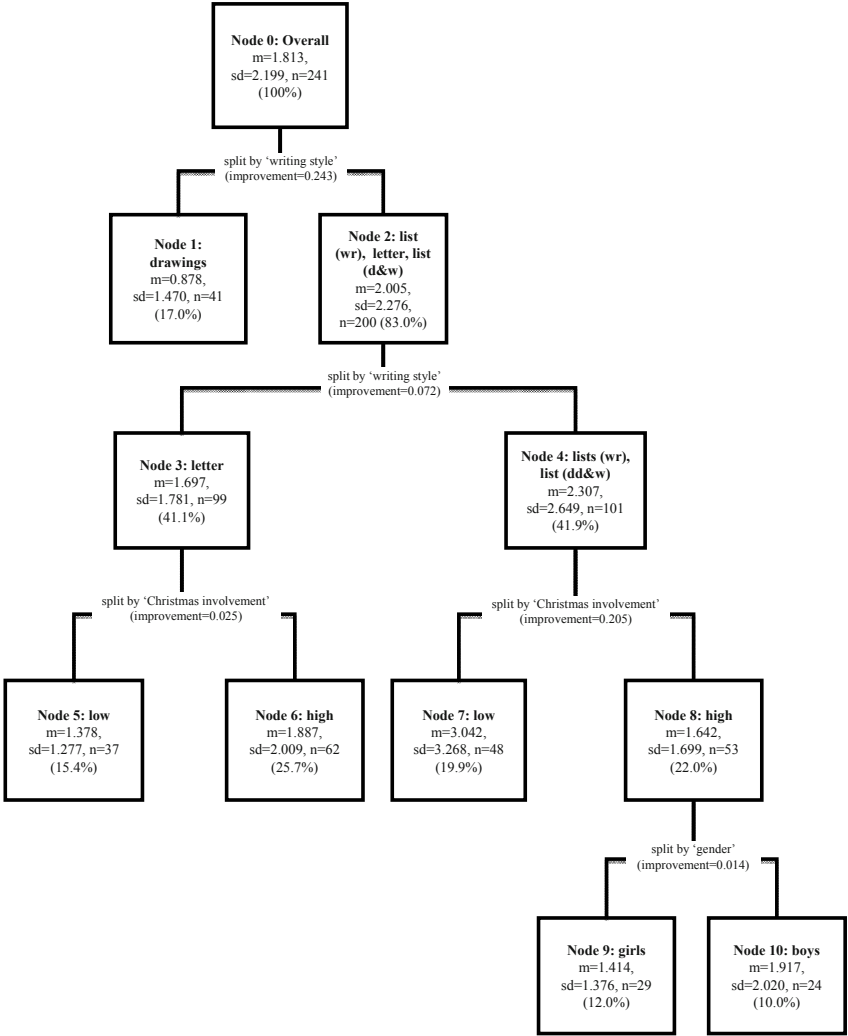 Node 0: Overall
m=1.813,
sd=2.199, n=241
(100%)
split by ‘writing style’
(improvement=0.243)
Node 1:
drawings
m=0.878,
sd=1.470, n=41
(17.0%)
Node 2: list
(wr), letter, list
(d&w)
m=2.005,
sd=2.276,
n=200 (83.0%)
split by ‘writing style’
(improvement=0.072)
Node 3: letter
m=1.697,
sd=1.781, n=99
(41.1%)
Node 4: lists (wr),
list (dd&w)
m=2.307,
sd=2.649, n=101
(41.9%)
split by ‘Christmas involvement’
(improvement=0.025)
split by ‘Christmas involvement’
(improvement=0.205)
Node 5: low
m=1.378,
sd=1.277, n=37
(15.4%)
Node 6: high
m=1.887,
sd=2.009, n=62
(25.7%)
Node 7: low
m=3.042,
sd=3.268, n=48
(19.9%)
Node 8: high
m=1.642,
sd=1.699, n=53
(22.0%)
split by ‘gender’
(improvement=0.014)
Node 9: girls
m=1.414,
sd=1.376, n=29
(12.0%)
Node 10: boys
m=1.917,
sd=2.020, n=24
(10.0%)